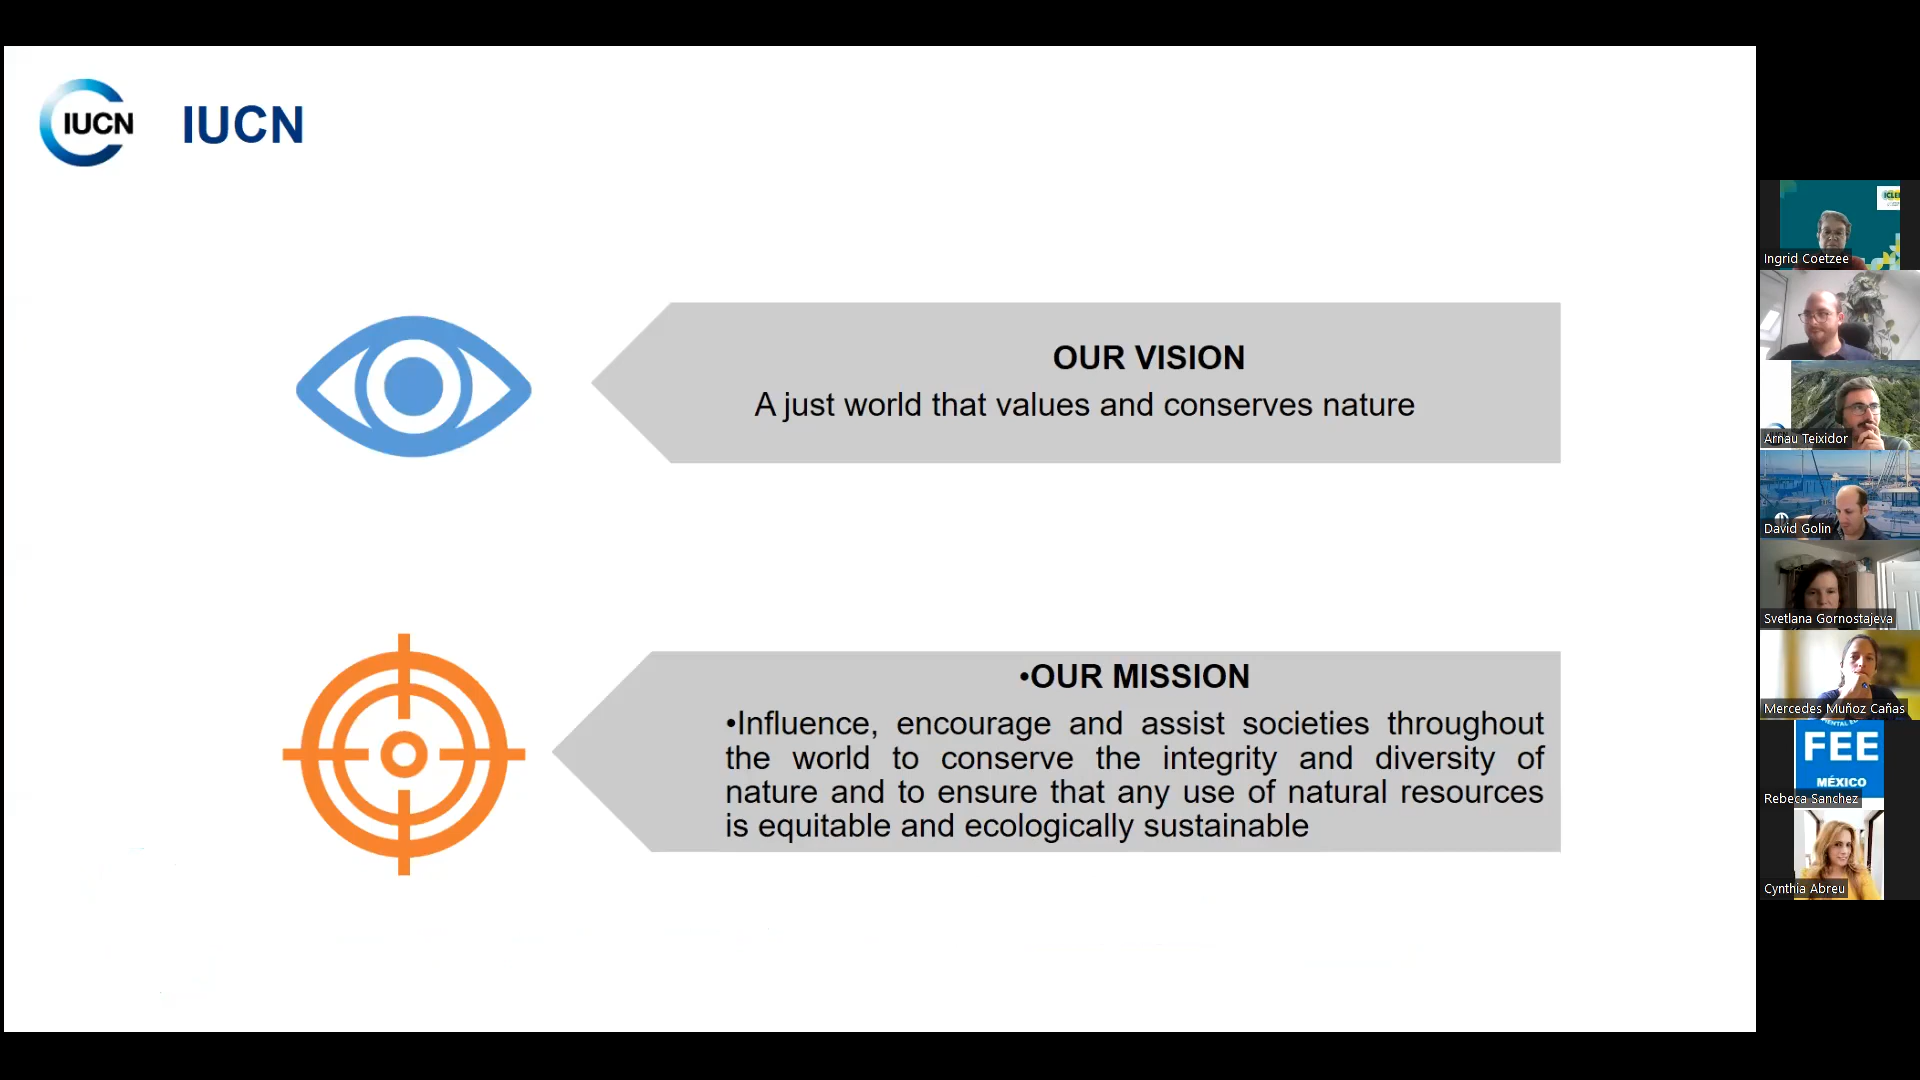 IUCN
IUCN
OUR VISION
A just world that values and conserves nature
•OUR MISSION
•Influence, encourage and assist societies throughout
the world to conserve the integrity and diversity of
nature and to ensure that any use of natural resources
is equitable and ecologically sustainable
ICLEI
Ingrid Coetzee
Arnau Teixidor
David Golin
Svetlana Gornostajeva
Mercedes Muñoz Cañas
FEE
MÉXICO
Rebeca Sanchez
Cynthia Abreu